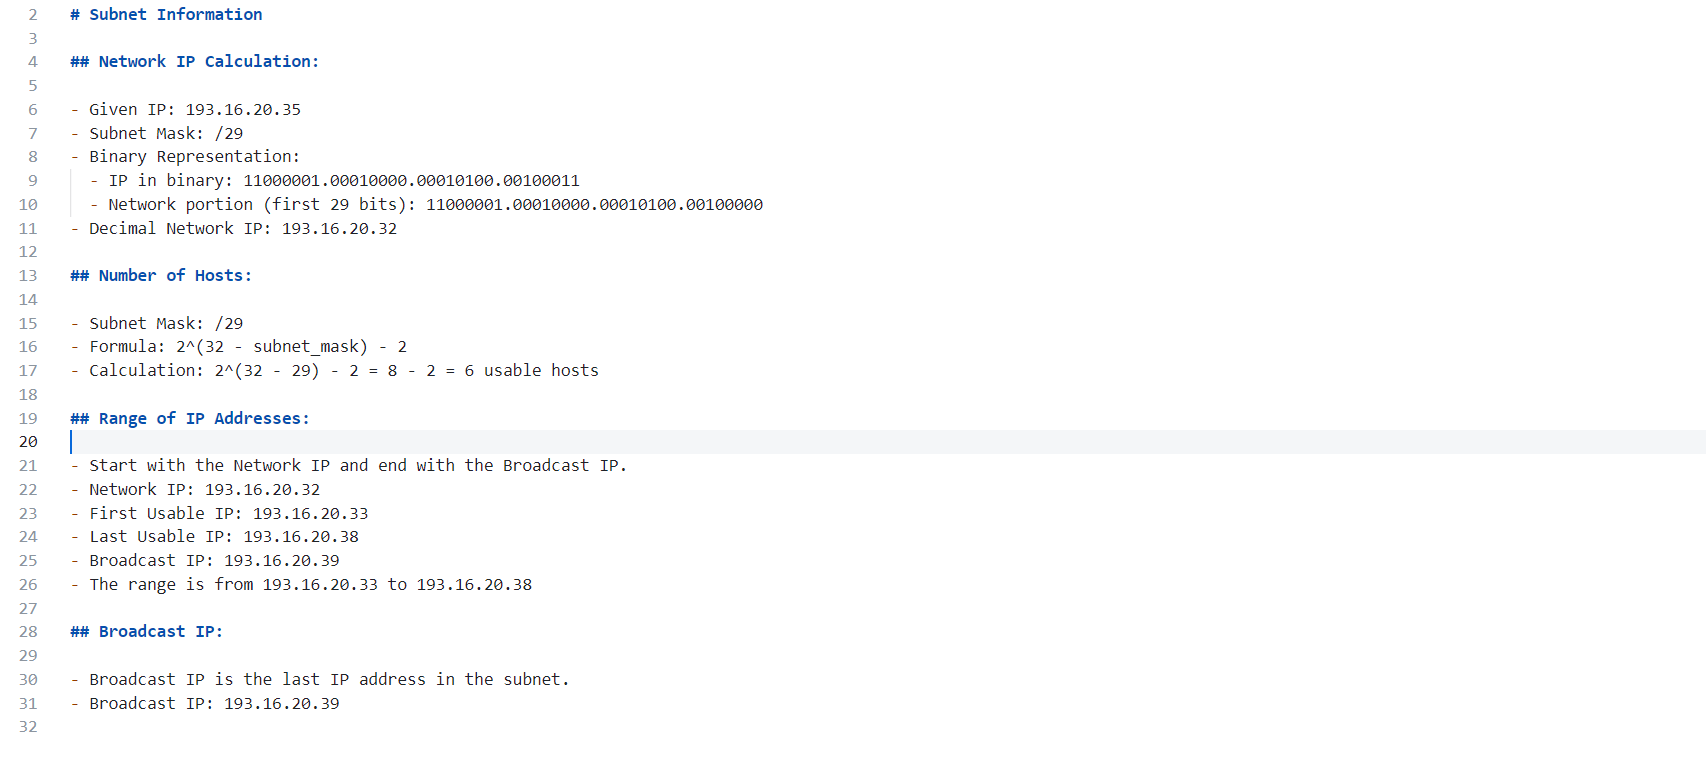 2 # Subnet Information
3
4 ## Network IP Calculation:
5
6 - Given IP: 193.16.20.35
7 - Subnet Mask: /29
8 - Binary Representation:
9 - IP in binary: 11000001.00010000.00010100.00100011
10 - Network portion (first 29 bits): 11000001.00010000.00010100.00100000
11 - Decimal Network IP: 193.16.20.32
12
13 ## Number of Hosts:
14
15 - Subnet Mask: /29
16 - Formula: 2^(32 - subnet_mask) - 2
17 - Calculation: 2^(32 - 29) - 2 = 8 - 2 = 6 usable hosts
18
19 ## Range of IP Addresses:
20
21 - Start with the Network IP and end with the Broadcast IP.
22 - Network IP: 193.16.20.32
23 - First Usable IP: 193.16.20.33
24 - Last Usable IP: 193.16.20.38
25 - Broadcast IP: 193.16.20.39
26 - The range is from 193.16.20.33 to 193.16.20.38
27
28 ## Broadcast IP:
29
30 - Broadcast IP is the last IP address in the subnet.
31 - Broadcast IP: 193.16.20.39
32